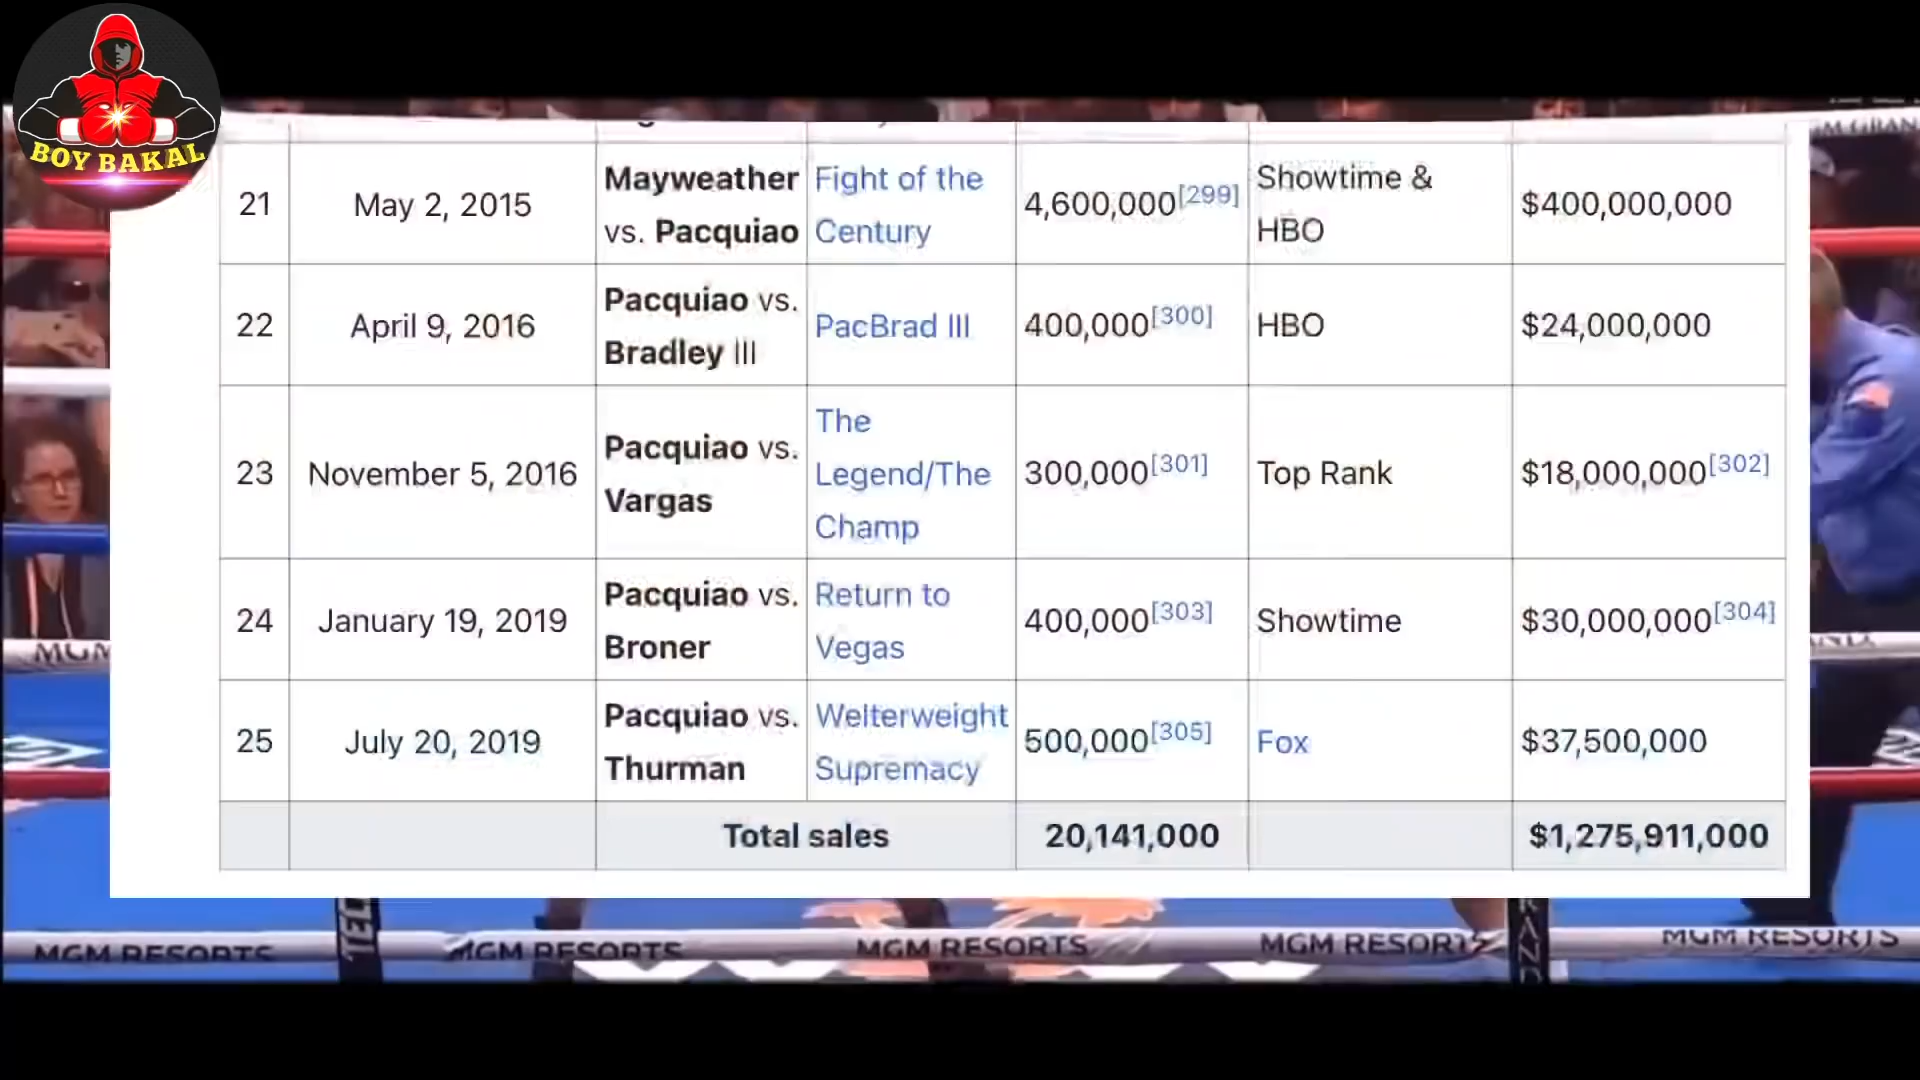 BOY BAKAL
21
May 2, 2015
Mayweather
vs. Pacquiao
Fight of the
Century
4,600,000[299]
Showtime &
HBO
$400,000,000
22
April 9, 2016
Pacquiao vs.
Bradley III
PacBrad III
400,000[300]
HBO
$24,000,000
23
November 5, 2016
Pacquiao vs.
Vargas
The
Legend/The
Champ
300,000[301]
Top Rank
$18,000,000[302]
24
January 19, 2019
Pacquiao vs.
Broner
Return to
Vegas
400,000[303]
Showtime
$30,000,000[304]
25
July 20, 2019
Pacquiao vs.
Thurman
Welterweight
Supremacy
500,000[305]
Fox
$37,500,000
Total sales
20,141,000
$1,275,911,000
MGM
MGM RESORTS
MGM RESORTS
MGM RESORTS
MGM RESORTS
MGM RESORTS